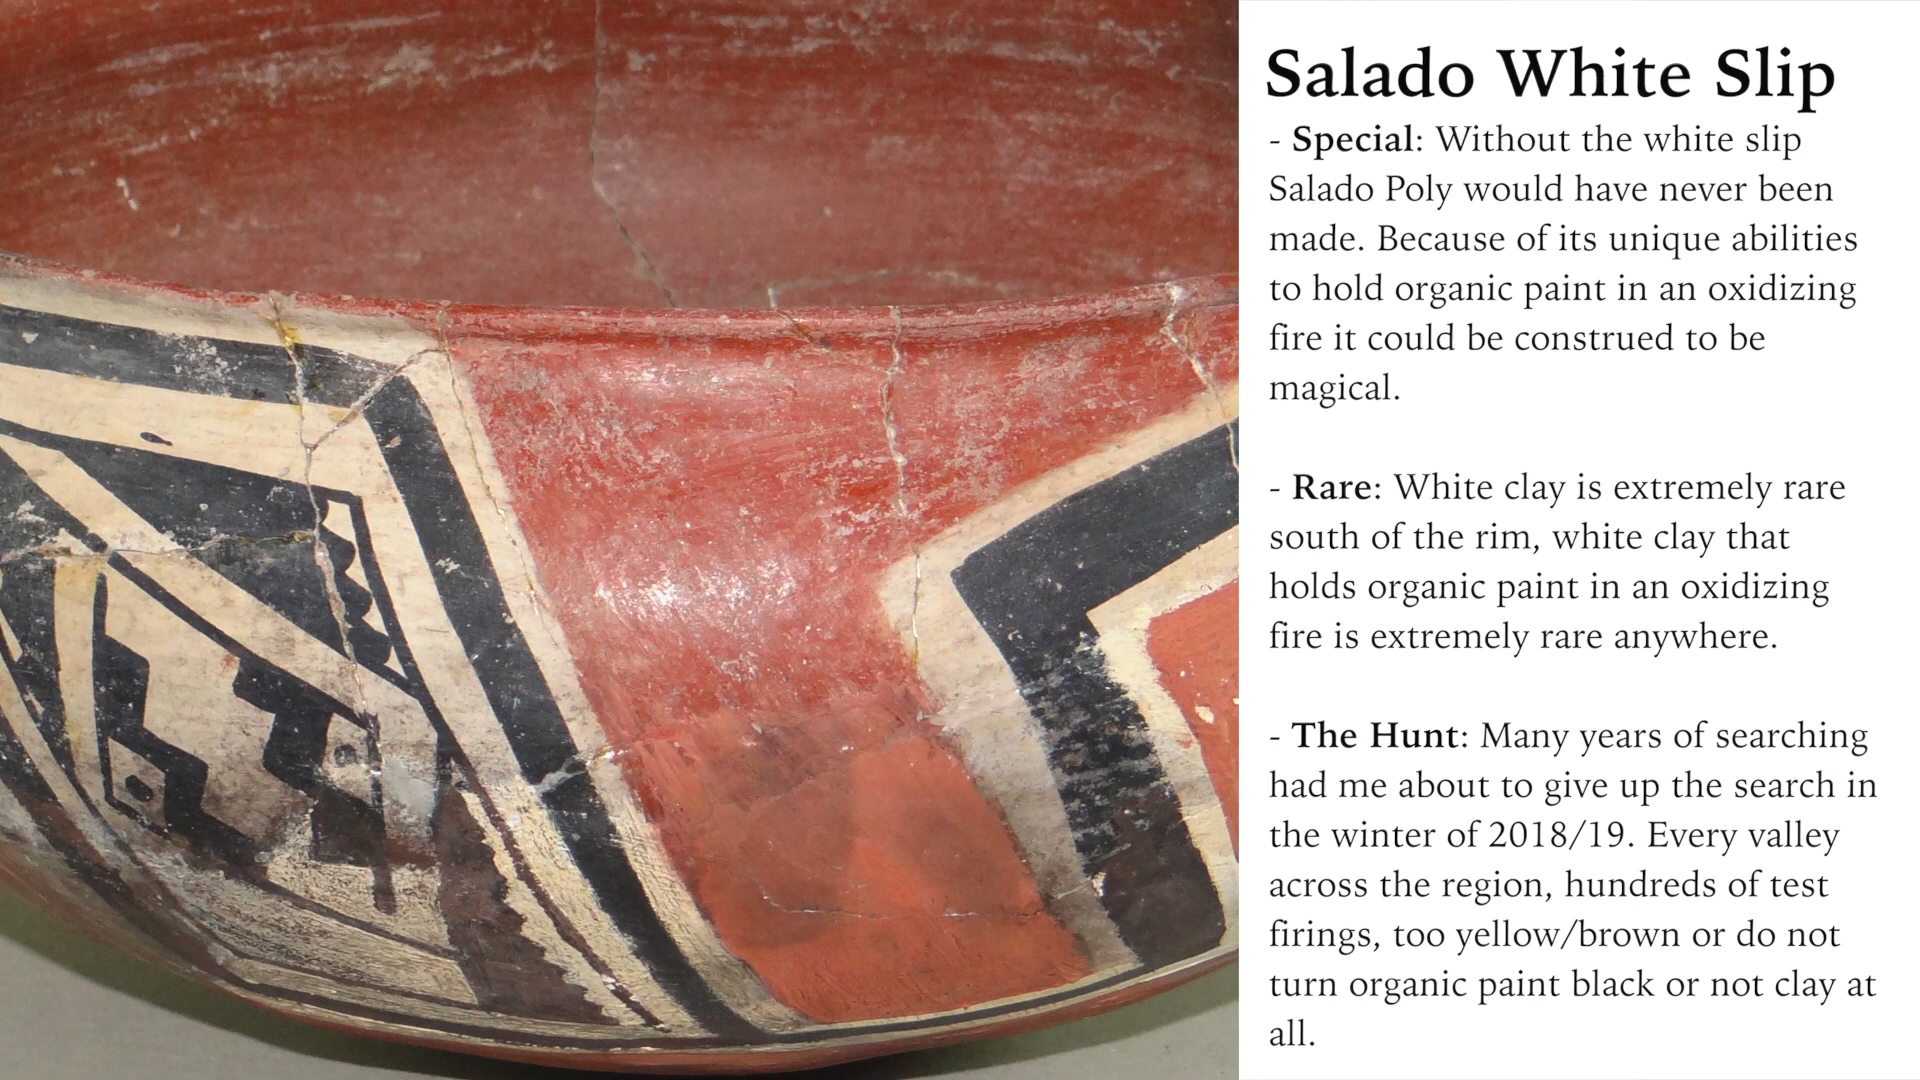 Salado White Slip
- Special: Without the white slip
Salado Poly would have never been
made. Because of its unique abilities
to hold organic paint in an oxidizing
fire it could be construed to be
magical.
- Rare: White clay is extremely rare
south of the rim, white clay that
holds organic paint in an oxidizing
fire is extremely rare anywhere.
- The Hunt: Many years of searching
had me about to give up the search in
the winter of 2018/19. Every valley
across the region, hundreds of test
firings, too yellow/brown or do not
turn organic paint black or not clay at
all.